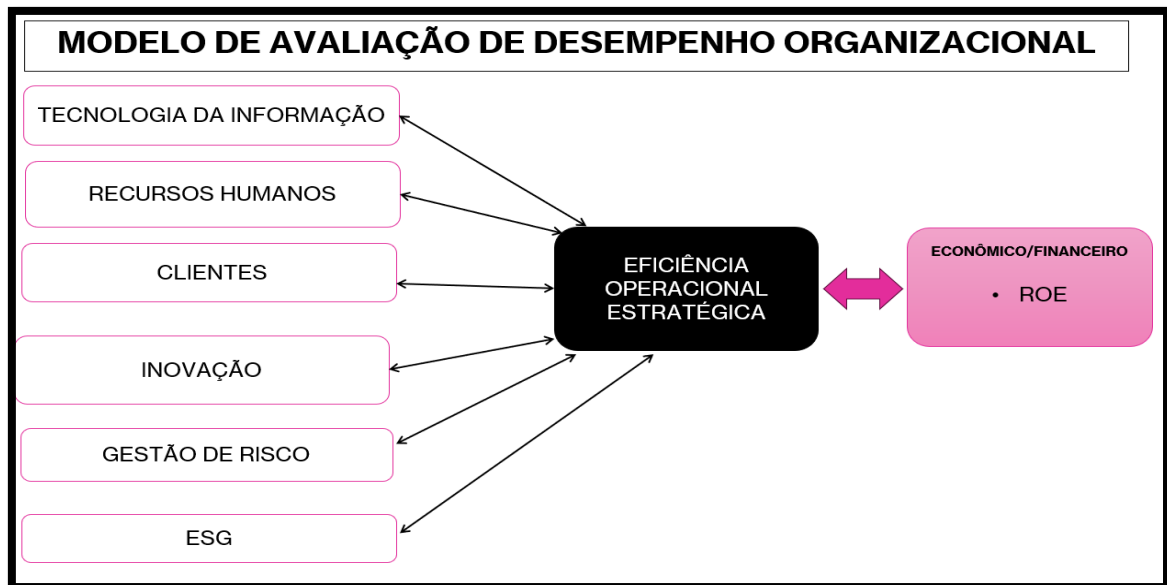 MODELO DE AVALIAÇÃO DE DESEMPENHO ORGANIZACIONAL
TECNOLOGIA DA INFORMAÇÃO
RECURSOS HUMANOS
CLIENTES
INOVAÇÃO
GESTÃO DE RISCO
ESG
EFICIÊNCIA
OPERACIONAL
ESTRATÉGICA
ECONÔMICO/FINANCEIRO
• ROE